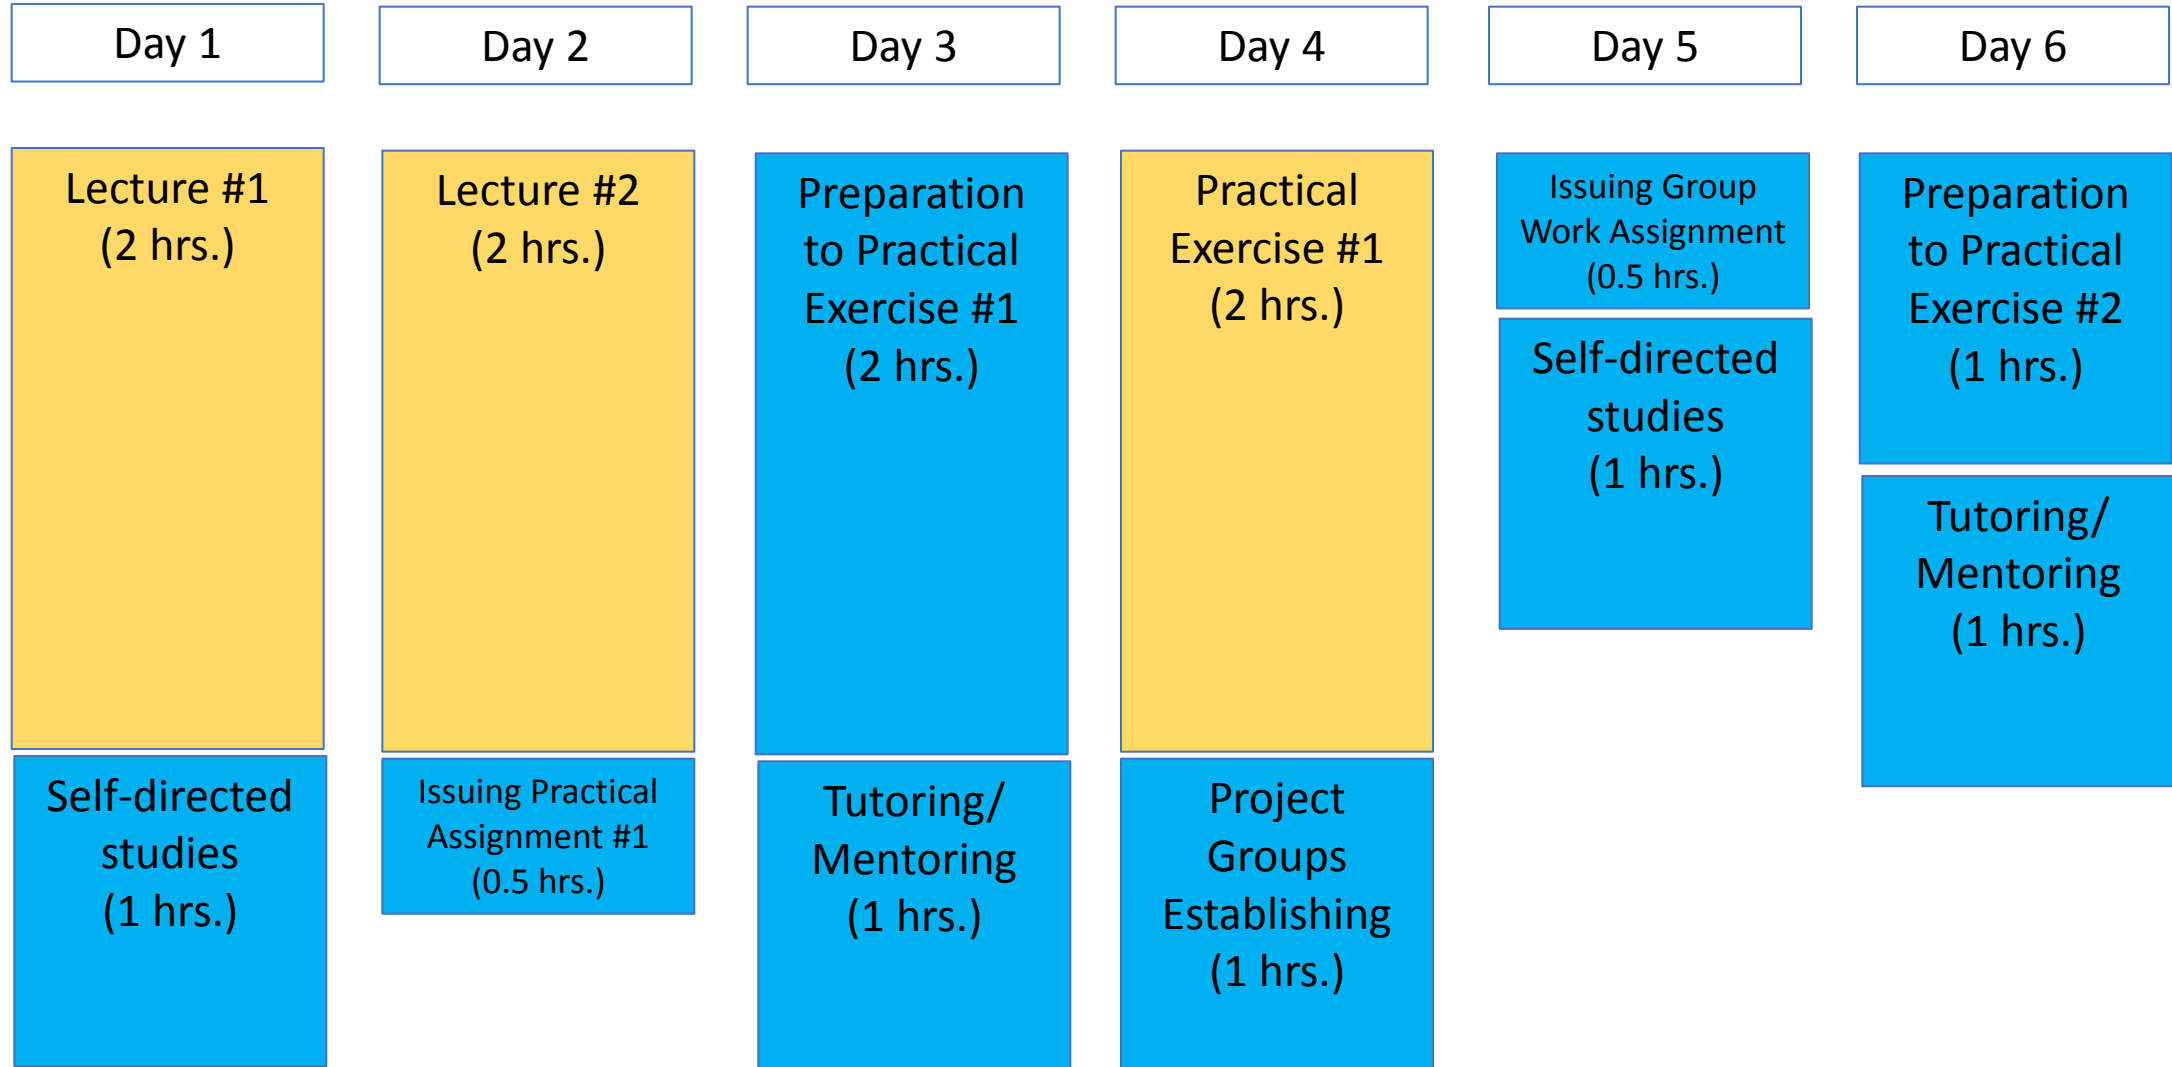 Day 1
Day 2
Day 3
Day 4
Day 5
Day 6
Lecture #1
(2 hrs.)
Self-directed
studies
(1 hrs.)
Lecture #2
(2 hrs.)
Issuing Practical
Assignment #1
(0.5 hrs.)
Preparation
to Practical
Exercise #1
(2 hrs.)
Tutoring/
Mentoring
(1 hrs.)
Practical
Exercise #1
(2 hrs.)
Project
Groups
Establishing
(1 hrs.)
Issuing Group
Work Assignment
(0.5 hrs.)
Self-directed
studies
(1 hrs.)
Preparation
to Practical
Exercise #2
(1 hrs.)
Tutoring/
Mentoring
(1 hrs.)